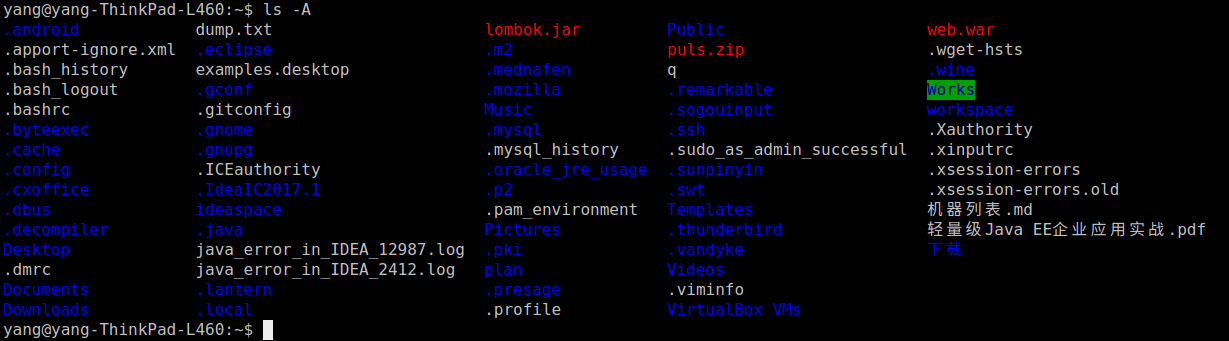 yang@yang-ThinkPad-L460:~$ ls -A
.android dump.txt lombok.jar Public web.war
.apport-ignore.xml .eclipse .m2 puls.zip .wget-hsts
.bash_history examples.desktop .mednafen q .wine
.bash_logout .gconf .mozilla .remarkable Works
.bashrc .gitconfig Music .sogouinput workspace
.byteexec .gnome .mysql .ssh .Xauthority
.cache .gnupg .mysql_history .sudo_as_admin_successful .xinputrc
.config .ICEauthority .oracle_jre_usage .sunpinyin .xsession-errors
.cxoffice .IdeaIC2017.1 .p2 .swt .xsession-errors.old
.dbus ideaspace .pam_environment Templates 机器列表.md
.decompiler .java Pictures .thunderbird 轻量级Java EE企业应用实战.pdf
Desktop java_error_in_IDEA_12987.log .pki .vandyke 下载
.dmrc java_error_in_IDEA_2412.log plan Videos
Documents .lantern .presage .viminfo
Downloads .local .profile VirtualBox VMs
yang@yang-ThinkPad-L460:~$